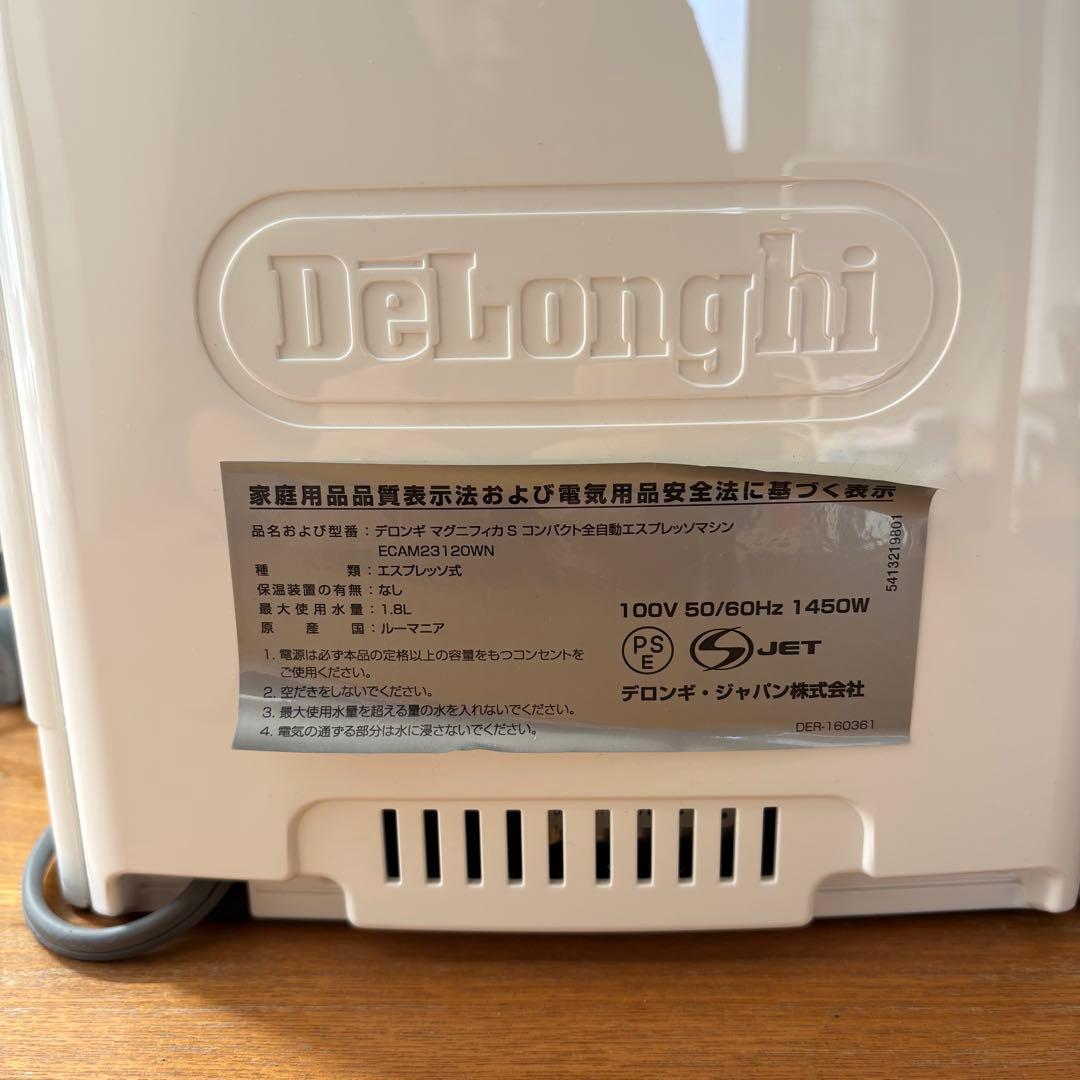 DēLonghi
家庭用品品質表示法および電気用品安全法に基づく表示
品名および型番:デロンギ マグニフィカ S コンパクト全自動エスプレッソマシン
ECAM23120WN
種類:エスプレッソ式
保温装置の有無:なし
最大使用水量:1.8L
原産国:ルーマニア
1. 電源は必ず本品の定格以上の容量をもつコンセントを
ご使用ください。
2. 空だきをしないでください。
3. 最大使用水量を超える量の水を入れないでください。
4. 電気の通ずる部分は水に浸さないでください。
5413219801
100V 50/60Hz 1450W
PS
E
S JET
デロンギ・ジャパン株式会社
DER-160361